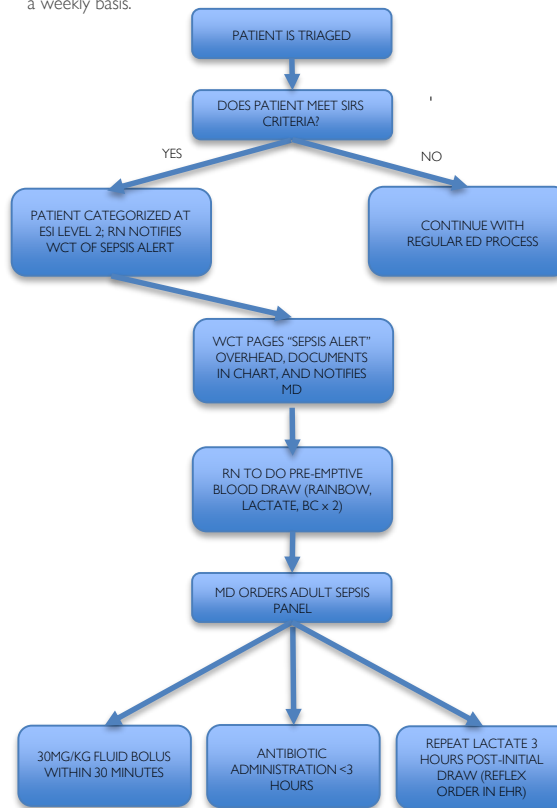 a weekly basis.
PATIENT IS TRIAGED
DOES PATIENT MEET SIRS
CRITERIA?
YES
NO
PATIENT CATEGORIZED AT
ESI LEVEL 2; RN NOTIFIES
WCT OF SEPSIS ALERT
CONTINUE WITH
REGULAR ED PROCESS
WCT PAGES “SEPSIS ALERT”
OVERHEAD, DOCUMENTS
IN CHART, AND NOTIFIES
MD
RN TO DO PRE-EMPTIVE
BLOOD DRAW (RAINBOW,
LACTATE, BC x 2)
MD ORDERS ADULT SEPSIS
PANEL
30MG/KG FLUID BOLUS
WITHIN 30 MINUTES
ANTIBIOTIC
ADMINISTRATION <3
HOURS
REPEAT LACTATE 3
HOURS POST-INITIAL
DRAW (REFLEX
ORDER IN EHR)